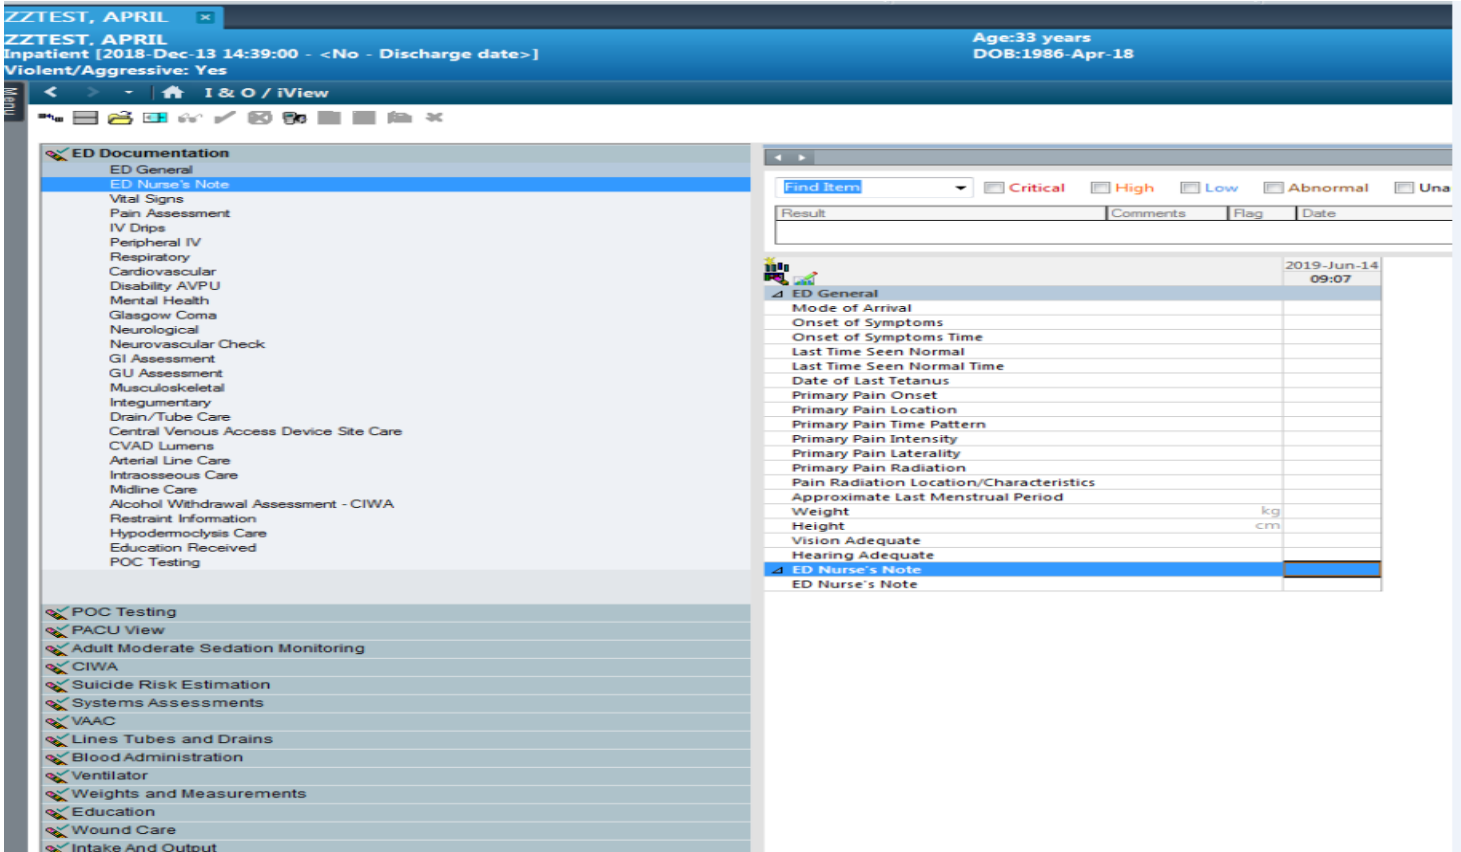 ZZTEST, APRIL
ZZTEST, APRIL
Age:33 years
Inpatient [2018-Dec-13 14:39:00 - <No - Discharge date>]
DOB:1986-Apr-18
Violent/Aggressive: Yes
Menu
I & O / iView
ED Documentation
ED General
ED Nurse's Note
Vital Signs
Pain Assessment
IV Drips
Peripheral IV
Respiratory
Cardiovascular
Disability AVPU
Mental Health
Glasgow Coma
Neurological
Neurovascular Check
GI Assessment
GU Assessment
Musculoskeletal
Integumentary
Drain/Tube Care
Central Venous Access Device Site Care
CVAD Lumens
Arterial Line Care
Intraosseous Care
Midline Care
Alcohol Withdrawal Assessment - CIWA
Restraint Information
Hypodermoclysis Care
Education Received
POC Testing
POC Testing
PACU View
Adult Moderate Sedation Monitoring
CIWA
Suicide Risk Estimation
Systems Assessments
VAAC
Lines Tubes and Drains
Blood Administration
Ventilator
Weights and Measurements
Education
Wound Care
Intake And Output
Find Item Critical High Low Abnormal Una
Result Comments Flag Date
2019-Jun-14
09:07
ED General
Mode of Arrival
Onset of Symptoms
Onset of Symptoms Time
Last Time Seen Normal
Last Time Seen Normal Time
Date of Last Tetanus
Primary Pain Onset
Primary Pain Location
Primary Pain Time Pattern
Primary Pain Intensity
Primary Pain Laterality
Primary Pain Radiation
Pain Radiation Location/Characteristics
Approximate Last Menstrual Period
Weight kg
Height cm
Vision Adequate
Hearing Adequate
ED Nurse's Note
ED Nurse's Note